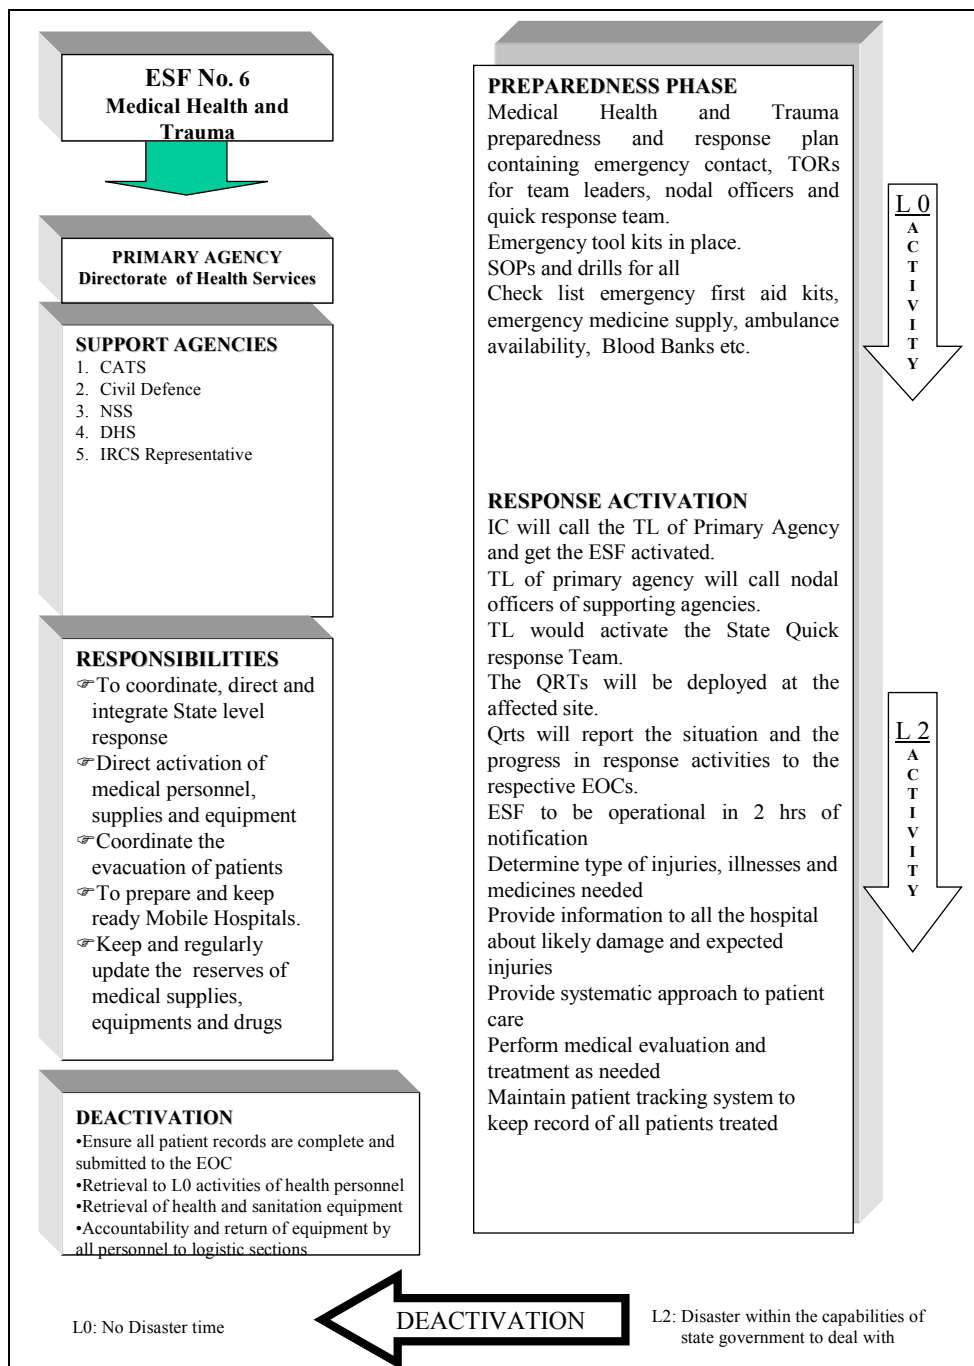 ESF No. 6
Medical Health and
Trauma
PRIMARY AGENCY
Directorate of Health Services
SUPPORT AGENCIES
1. CATS
2. Civil Defence
3. NSS
4. DHS
5. IRCS Representative
RESPONSIBILITIES
☞To coordinate, direct and
integrate State level
response
☞Direct activation of
medical personnel,
supplies and equipment
☞Coordinate the
evacuation of patients
☞To prepare and keep
ready Mobile Hospitals.
☞Keep and regularly
update the reserves of
medical supplies,
equipments and drugs
DEACTIVATION
•Ensure all patient records are complete and
submitted to the EOC
•Retrieval to L0 activities of health personnel
•Retrieval of health and sanitation equipment
•Accountability and return of equipment by
all personnel to logistic sections
PREPAREDNESS PHASE
Medical Health and Trauma
preparedness and response plan
containing emergency contact, TORs
for team leaders, nodal officers and
quick response team.
Emergency tool kits in place.
SOPs and drills for all
Check list emergency first aid kits,
emergency medicine supply, ambulance
availability, Blood Banks etc.
RESPONSE ACTIVATION
IC will call the TL of Primary Agency
and get the ESF activated.
TL of primary agency will call nodal
officers of supporting agencies.
TL would activate the State Quick
response Team.
The QRTs will be deployed at the
affected site.
Qrts will report the situation and the
progress in response activities to the
respective EOCs.
ESF to be operational in 2 hrs of
notification
Determine type of injuries, illnesses and
medicines needed
Provide information to all the hospital
about likely damage and expected
injuries
Provide systematic approach to patient
care
Perform medical evaluation and
treatment as needed
Maintain patient tracking system to
keep record of all patients treated
L 0
A
C
T
I
V
I
T
Y
L 2
A
C
T
I
V
I
T
Y
L0: No Disaster time
DEACTIVATION
L2: Disaster within the capabilities of
state government to deal with